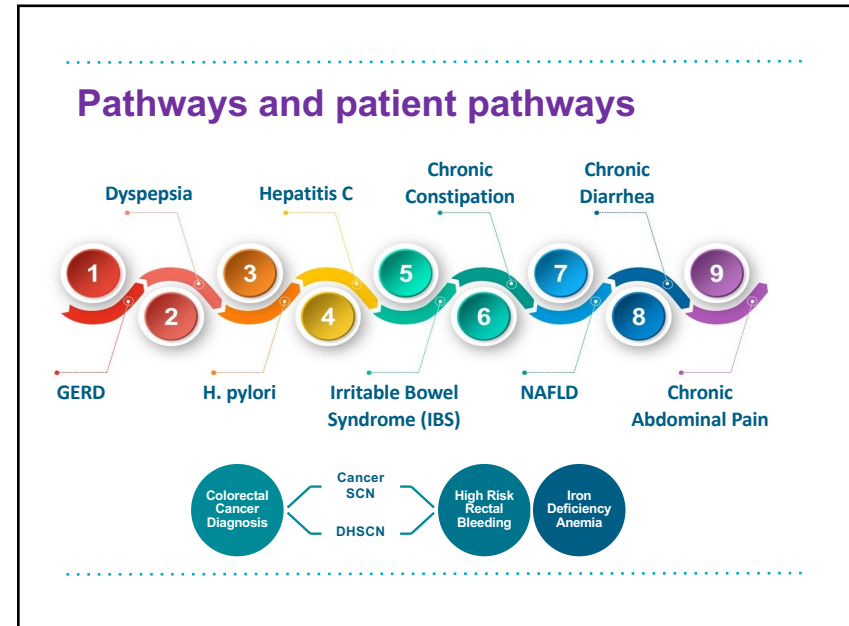 Pathways and patient pathways
Chronic
Constipation
Chronic
Diarrhea
Dyspepsia
Hepatitis C
1
2
3
4
5
6
7
8
9
GERD
H. pylori
Irritable Bowel
Syndrome (IBS)
NAFLD
Chronic
Abdominal Pain
Colorectal
Cancer
Diagnosis
Cancer
SCN
DHSCN
High Risk
Rectal
Bleeding
Iron
Deficiency
Anemia